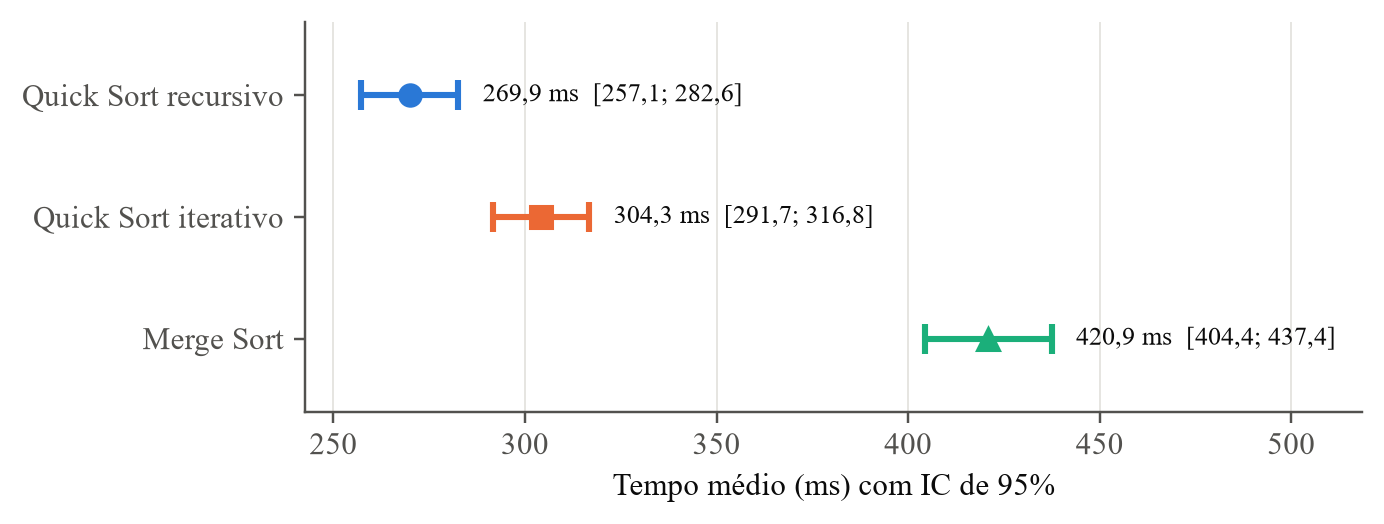 Quick Sort recursivo
269,9 ms [257,1; 282,6]
Quick Sort iterativo
304,3 ms [291,7; 316,8]
Merge Sort
420,9 ms [404,4; 437,4]
250 300 350 400 450 500
Tempo médio (ms) com IC de 95%